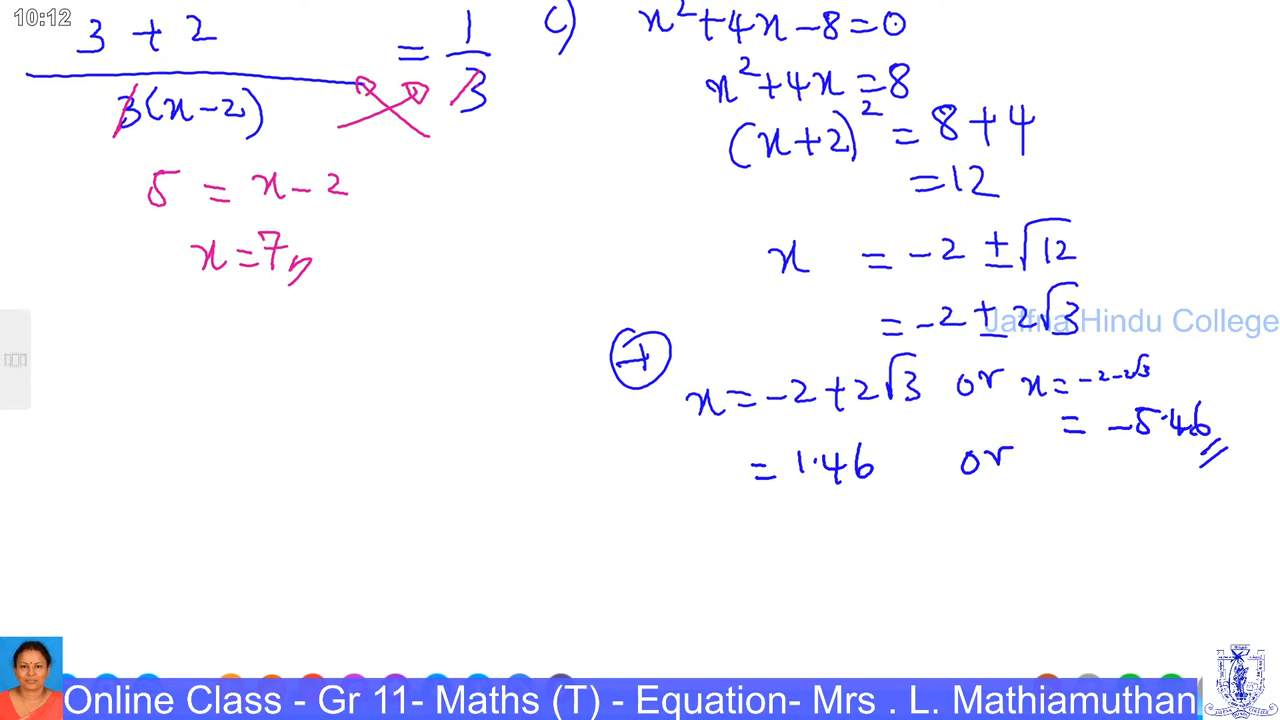 10:12
3 + 2
3(x-2) = 1/3
5 = x - 2
x = 7
c) x²+4x-8=0
x²+4x=8
(x+2)² = 8+4
=12
x = -2 ± √12
= -2 ± 2√3
Jaffna Hindu College
+
x = -2+2√3 or x = -2-2√3
= -5.46
= 1.46 or
Online Class - Gr 11- Maths (T) - Equation- Mrs . L. Mathiamuthan